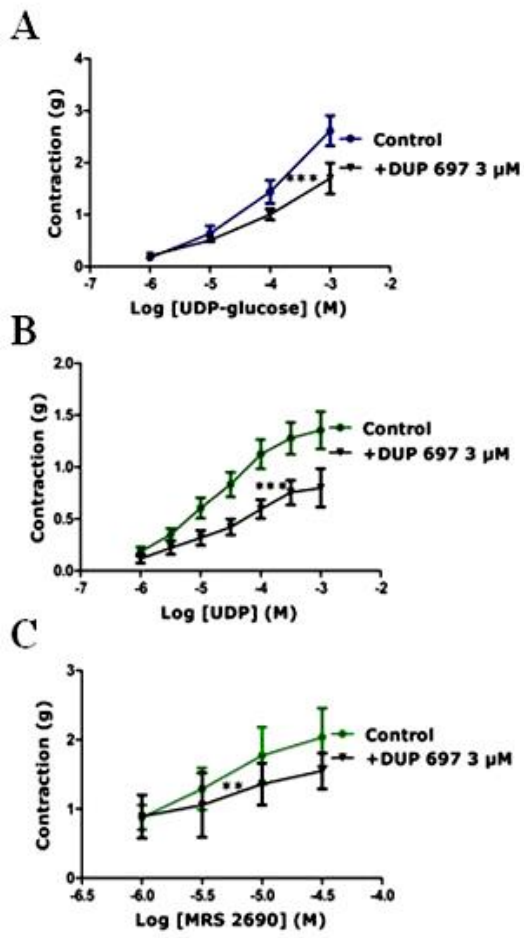 A
4
3
2
1
0
Contraction (g)
***
Control
+DUP 697 3 μM
-7 -6 -5 -4 -3 -2
Log [UDP-glucose] (M)
B
2.0
1.5
1.0
0.5
0.0
Contraction (g)
***
Control
+DUP 697 3 μM
-7 -6 -5 -4 -3 -2
Log [UDP] (M)
C
3
2
1
0
Contraction (g)
**
Control
+DUP 697 3 μM
-6.5 -6.0 -5.5 -5.0 -4.5 -4.0
Log [MRS 2690] (M)